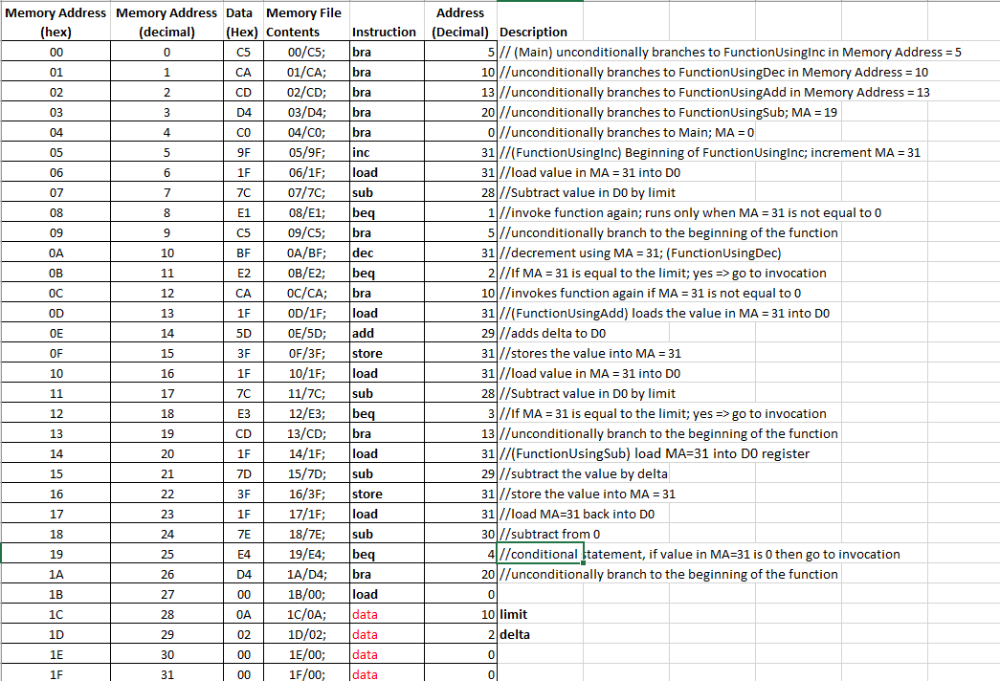 Memory Address Memory Address Data Memory File Address
(hex) (decimal) (Hex) Contents Instruction (Decimal) Description
00 0 C5 00/C5; bra 5 // (Main) unconditionally branches to FunctionUsingInc in Memory Address = 5
01 1 CA 01/CA; bra 10 //unconditionally branches to FunctionUsingDec in Memory Address = 10
02 2 CD 02/CD; bra 13 //unconditionally branches to FunctionUsingAdd in Memory Address = 13
03 3 D4 03/D4; bra 20 //unconditionally branches to FunctionUsingSub; MA = 19
04 4 C0 04/C0; bra 0 //unconditionally branches to Main; MA = 0
05 5 9F 05/9F; inc 31 //(FunctionUsingInc) Beginning of FunctionUsingInc; increment MA = 31
06 6 1F 06/1F; load 31 //load value in MA = 31 into D0
07 7 7C 07/7C; sub 28 //Subtract value in D0 by limit
08 8 E1 08/E1; beq 1 //invoke function again; runs only when MA = 31 is not equal to 0
09 9 C5 09/C5; bra 5 //unconditionally branch to the beginning of the function
0A 10 BF 0A/BF; dec 31 //decrement using MA = 31; (FunctionUsingDec)
0B 11 E2 0B/E2; beq 2 //If MA = 31 is equal to the limit; yes => go to invocation
0C 12 CA 0C/CA; bra 10 //invokes function again if MA = 31 is not equal to 0
0D 13 1F 0D/1F; load 31 //(FunctionUsingAdd) loads the value in MA = 31 into D0
0E 14 5D 0E/5D; add 29 //adds delta to D0
0F 15 3F 0F/3F; store 31 //stores the value into MA = 31
10 16 1F 10/1F; load 31 //load value in MA = 31 into D0
11 17 7C 11/7C; sub 28 //Subtract value in D0 by limit
12 18 E3 12/E3; beq 3 //If MA = 31 is equal to the limit; yes => go to invocation
13 19 CD 13/CD; bra 13 //unconditionally branch to the beginning of the function
14 20 1F 14/1F; load 31 //(FunctionUsingSub) load MA=31 into D0 register
15 21 7D 15/7D; sub 29 //subtract the value by delta
16 22 3F 16/3F; store 31 //store the value into MA = 31
17 23 1F 17/1F; load 31 //load MA=31 back into D0
18 24 7E 18/7E; sub 30 //subtract from 0
19 25 E4 19/E4; beq 4 //conditional statement, if value in MA=31 is 0 then go to invocation
1A 26 D4 1A/D4; bra 20 //unconditionally branch to the beginning of the function
1B 27 00 1B/00; load 0
1C 28 0A 1C/0A; data 10 limit
1D 29 02 1D/02; data 2 delta
1E 30 00 1E/00; data 0
1F 31 00 1F/00; data 0